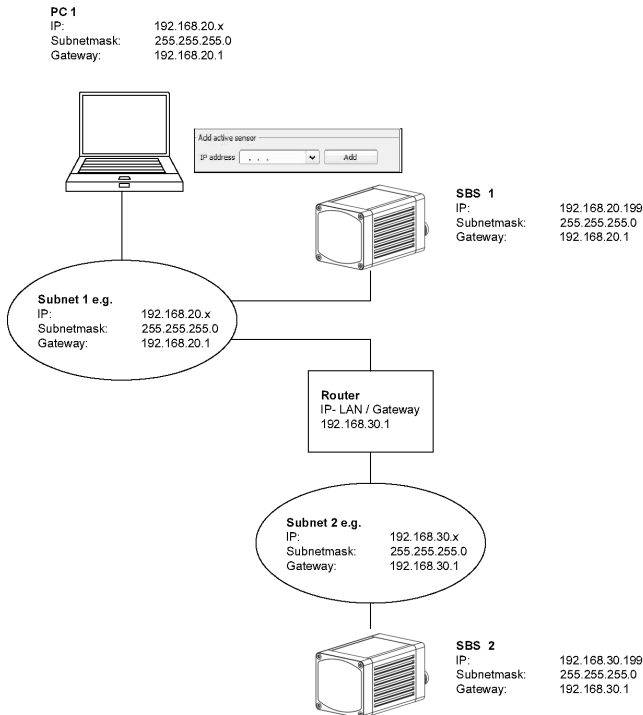 PC 1
IP: 192.168.20.x
Subnetmask: 255.255.255.0
Gateway: 192.168.20.1
Add active sensor
IP address . . . Add
SBS 1
IP: 192.168.20.199
Subnetmask: 255.255.255.0
Gateway: 192.168.20.1
Subnet 1 e.g.
IP: 192.168.20.x
Subnetmask: 255.255.255.0
Gateway: 192.168.20.1
Router
IP- LAN / Gateway
192.168.30.1
Subnet 2 e.g.
IP: 192.168.30.x
Subnetmask: 255.255.255.0
Gateway: 192.168.30.1
SBS 2
IP: 192.168.30.199
Subnetmask: 255.255.255.0
Gateway: 192.168.30.1